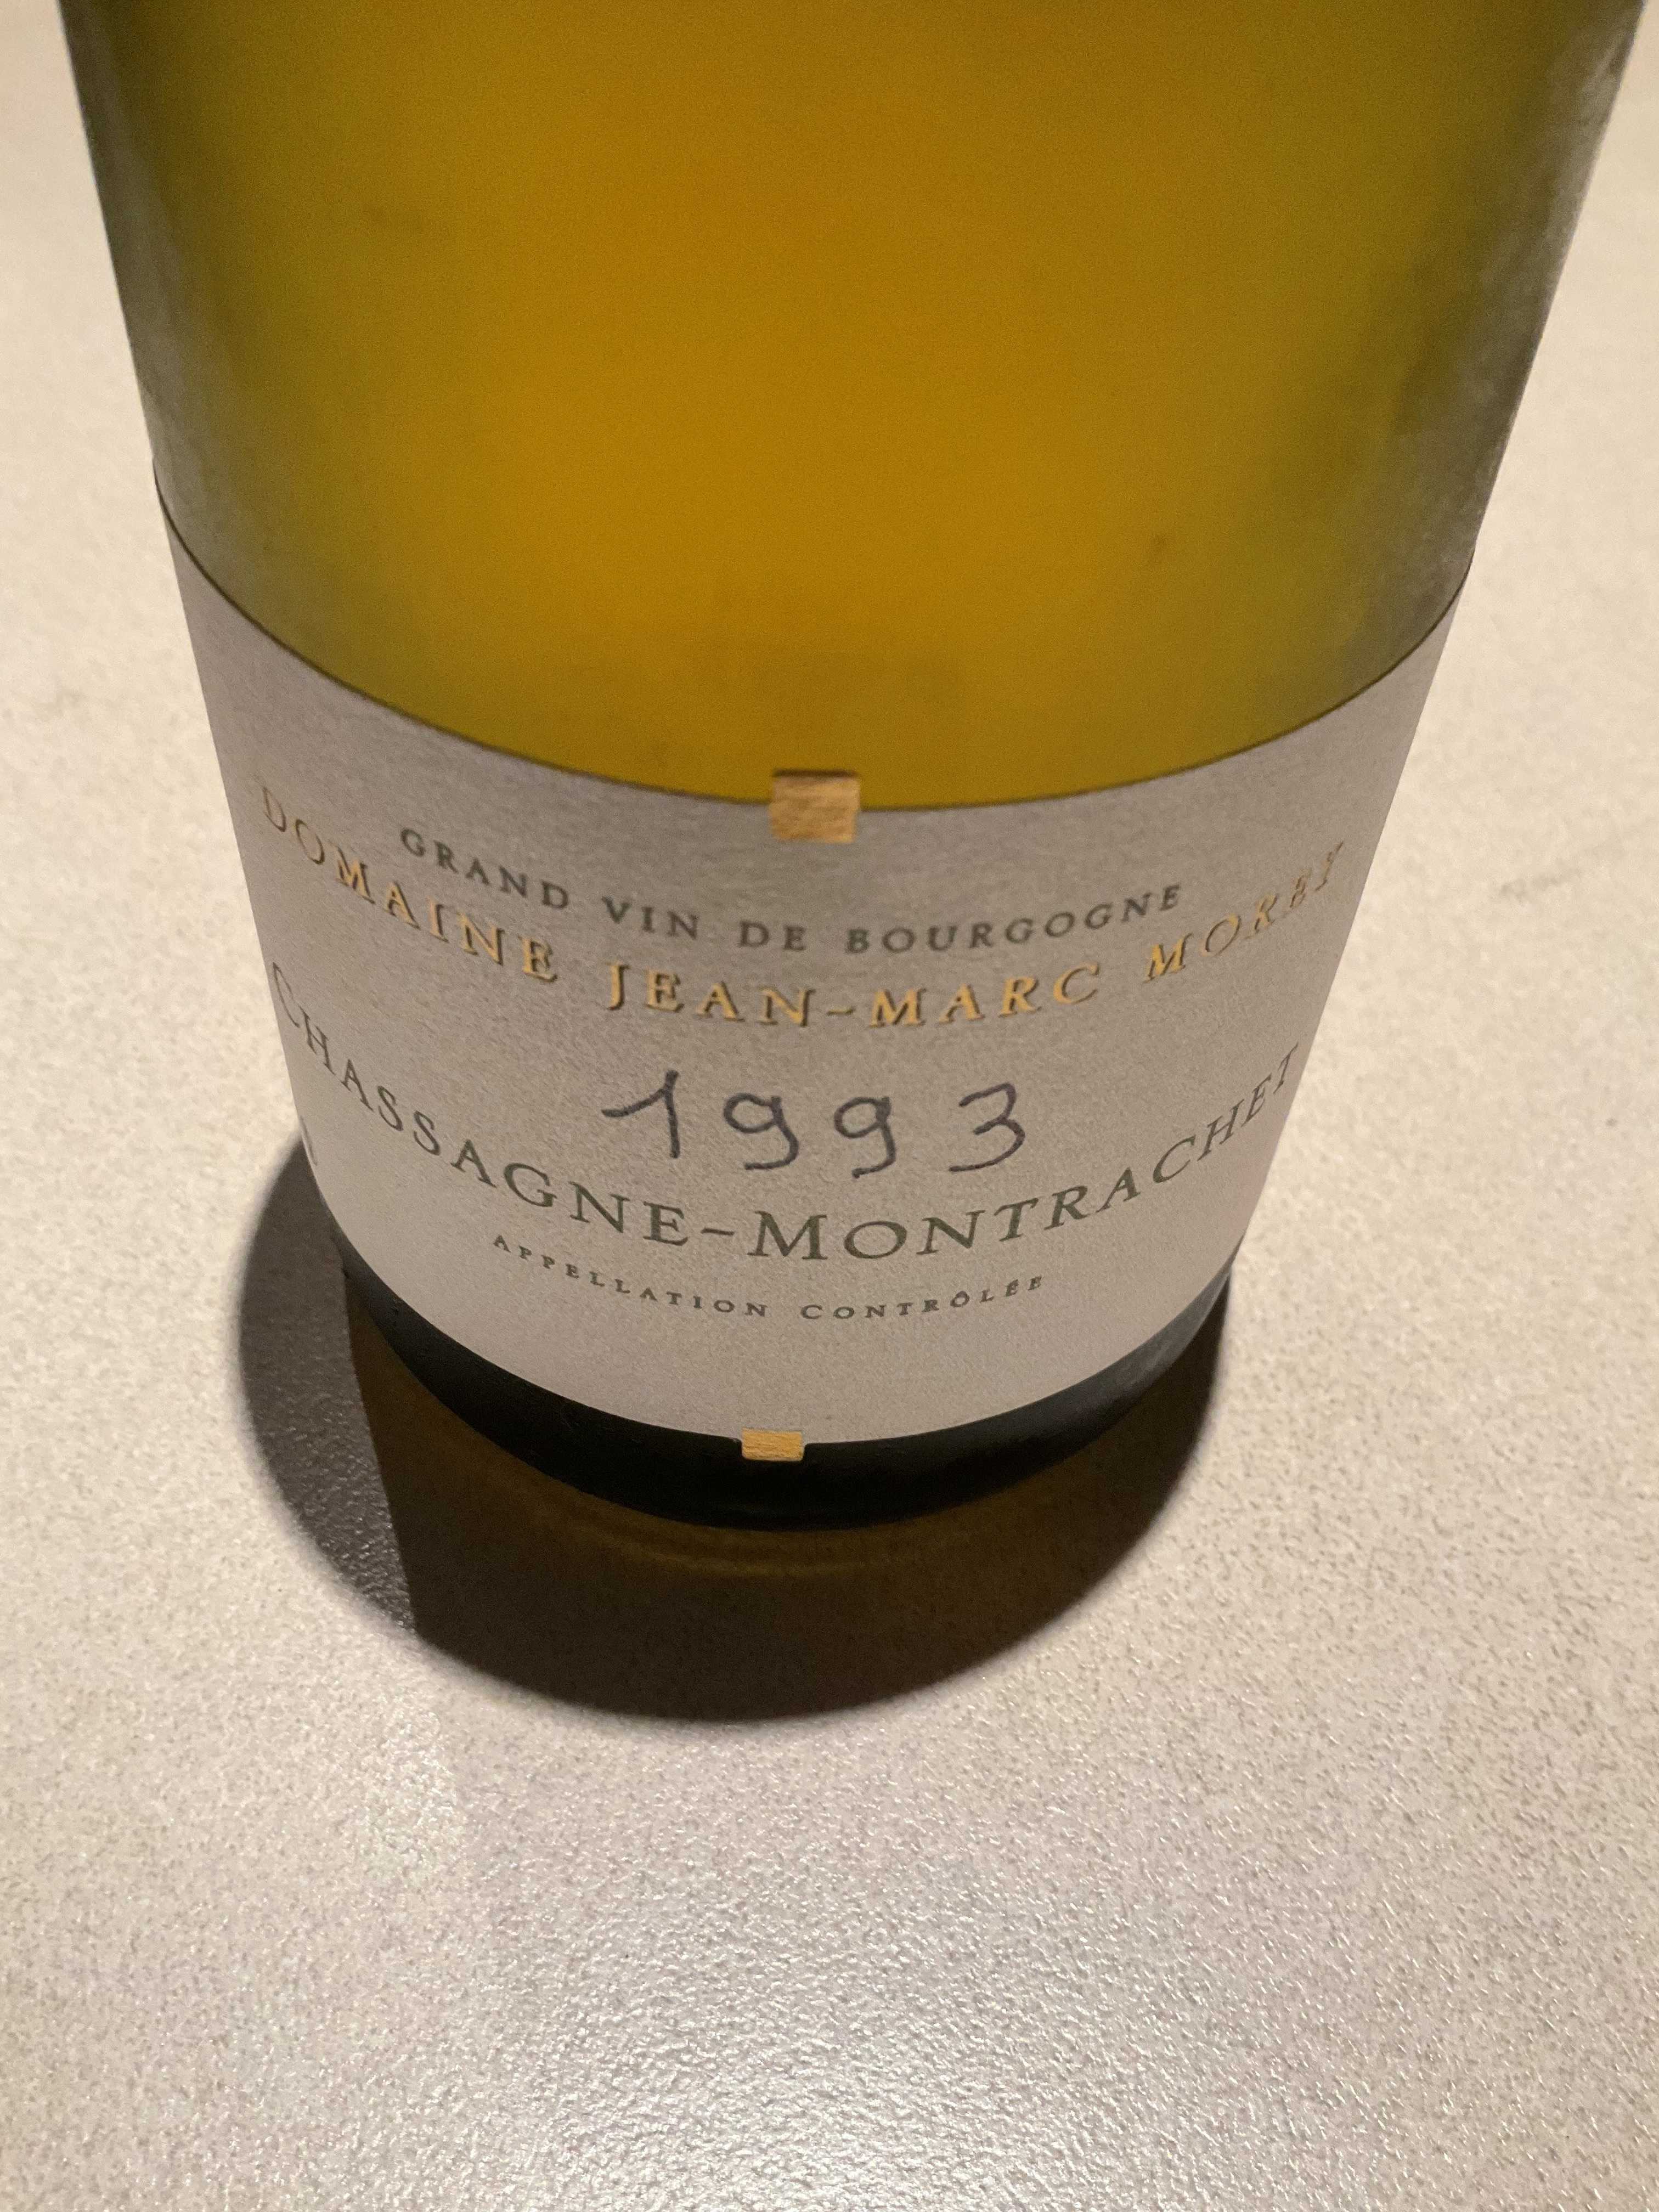 GRAND VIN DE BOURGOGNE
DOMAINE JEAN-MARC MOREY
1993
CHASSAGNE-MONTRACHET
APPELLATION CONTRÔLÉE